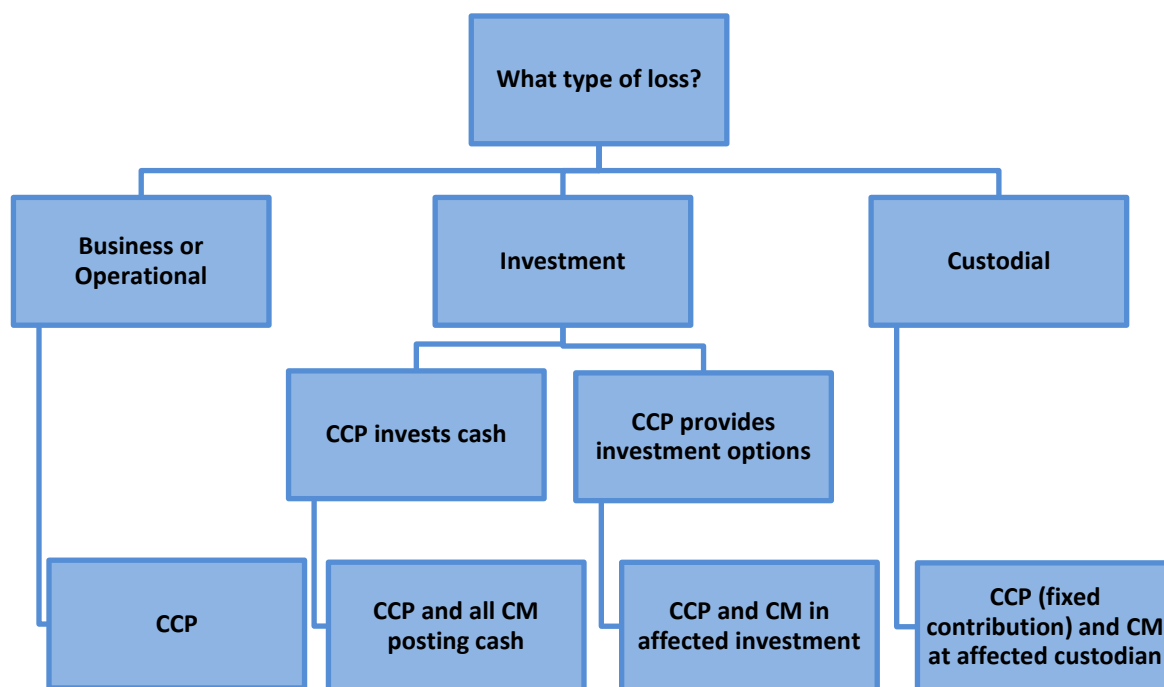 What type of loss?
Business or
Operational
Investment
Custodial
CCP invests cash
CCP provides
investment options
CCP
CCP and all CM
posting cash
CCP and CM in
affected investment
CCP (fixed
contribution) and CM
at affected custodian